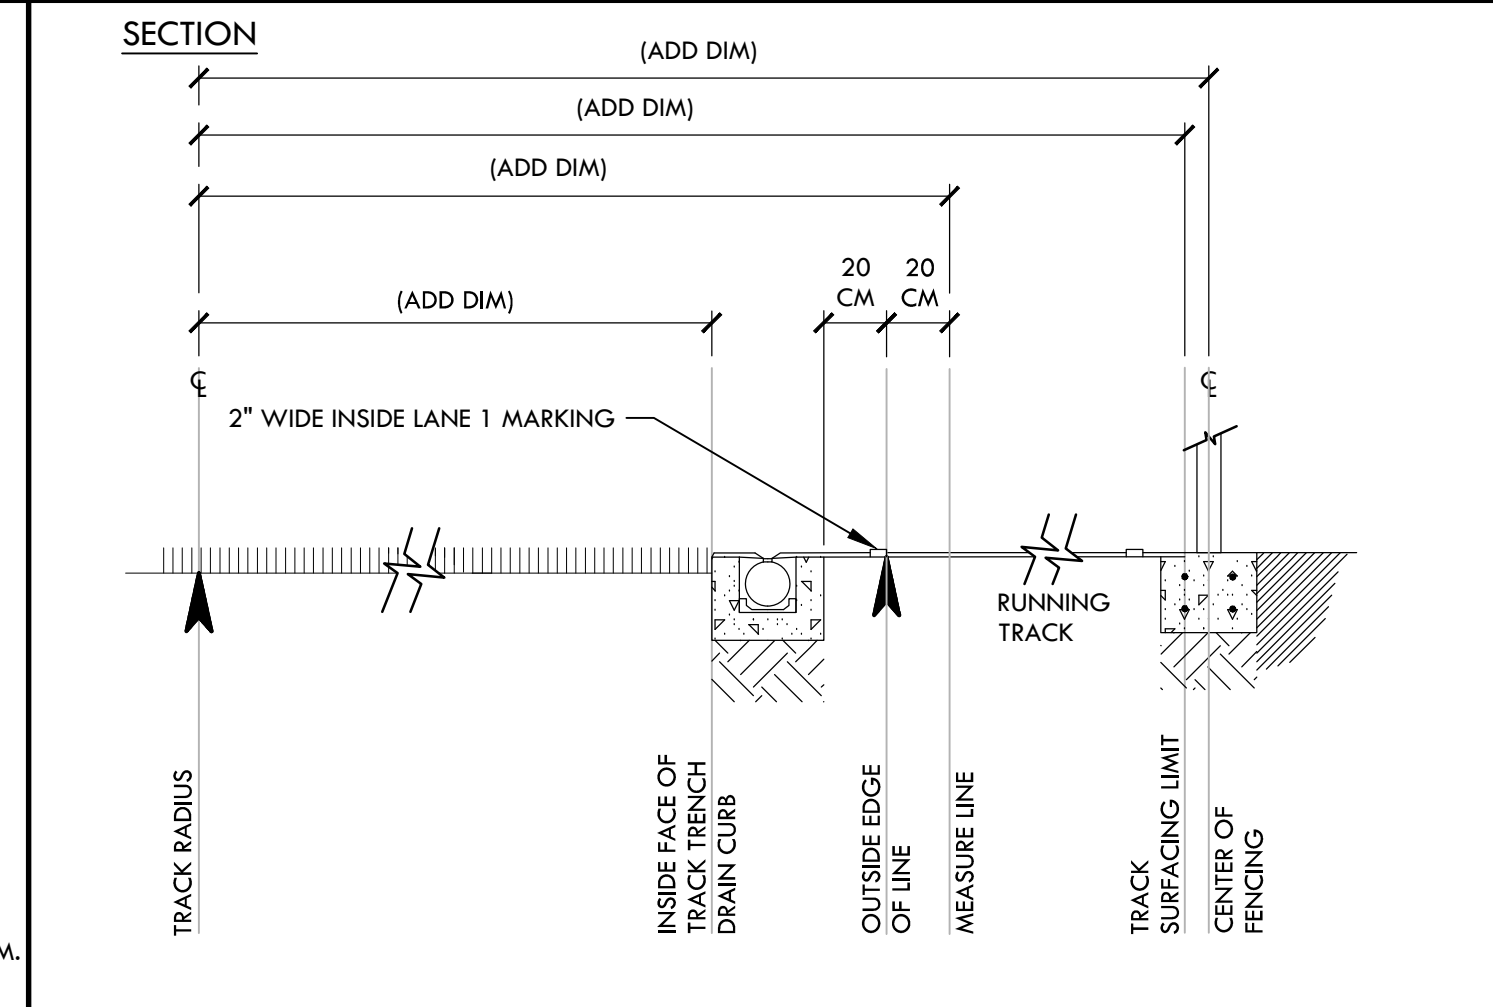 SECTION
(ADD DIM)
(ADD DIM)
(ADD DIM)
20
CM
20
CM
(ADD DIM)
℄
℄
2" WIDE INSIDE LANE 1 MARKING
RUNNING
TRACK
TRACK RADIUS
INSIDE FACE OF
TRACK TRENCH
DRAIN CURB
OUTSIDE EDGE
OF LINE
MEASURE LINE
TRACK
SURFACING LIMIT
CENTER OF
FENCING
M.